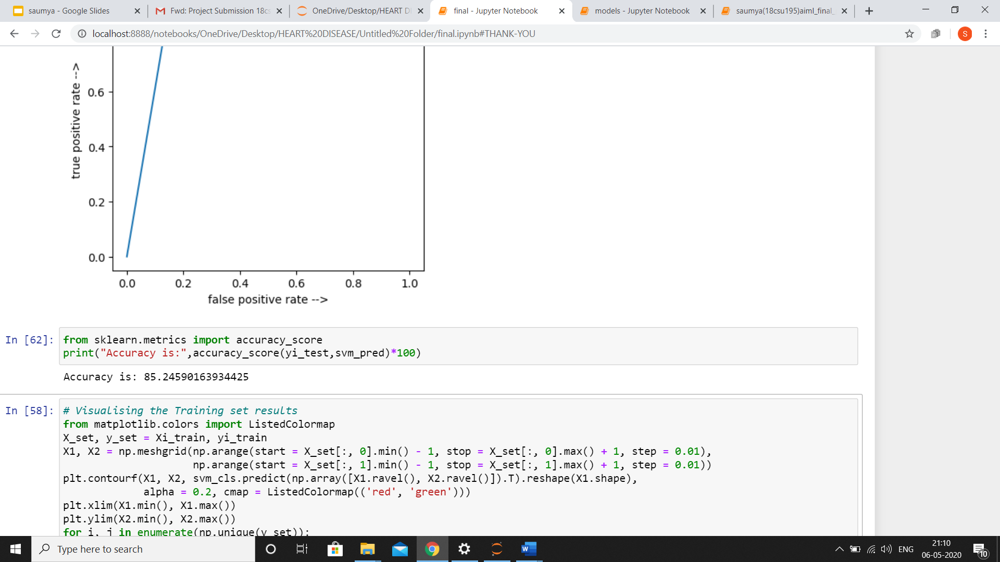 saumya - Google Slides
Fwd: Project Submission 18cs
OneDrive/Desktop/HEART D
final - Jupyter Notebook
models - Jupyter Notebook
saumya(18csu195)aiml_final_
localhost:8888/notebooks/OneDrive/Desktop/HEART%20DISEASE/Untitled%20Folder/final.ipynb#THANK-YOU
S
true positive rate -->
0.6
0.4
0.2
0.0
0.0 0.2 0.4 0.6 0.8 1.0
false positive rate -->
In [62]: from sklearn.metrics import accuracy_score
print("Accuracy is:",accuracy_score(yi_test,svm_pred)*100)
Accuracy is: 85.24590163934425
In [58]: # Visualising the Training set results
from matplotlib.colors import ListedColormap
X_set, y_set = Xi_train, yi_train
X1, X2 = np.meshgrid(np.arange(start = X_set[:, 0].min() - 1, stop = X_set[:, 0].max() + 1, step = 0.01),
np.arange(start = X_set[:, 1].min() - 1, stop = X_set[:, 1].max() + 1, step = 0.01))
plt.contourf(X1, X2, svm_cls.predict(np.array([X1.ravel(), X2.ravel()]).T).reshape(X1.shape),
alpha = 0.2, cmap = ListedColormap(('red', 'green')))
plt.xlim(X1.min(), X1.max())
plt.ylim(X2.min(), X2.max())
for i, j in enumerate(np.unique(y_set)):
Type here to search
ENG
21:10
06-05-2020
10